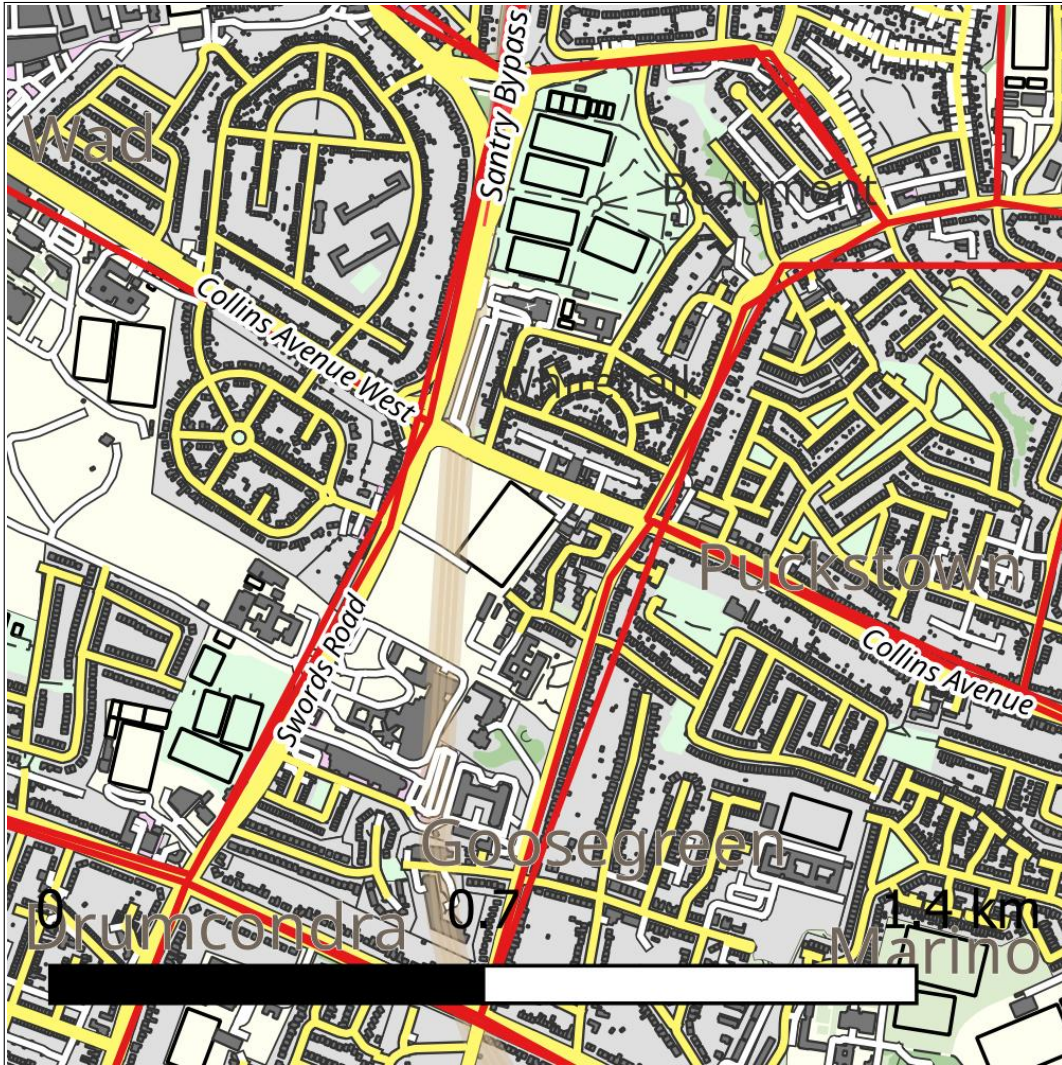 Santry Bypass
Wad
Beaumont
Collins Avenue West
Whitehall
Puckstown
Collins Avenue
Swords Road
Goosegreen
0
0.7
1.4 km
Drumcondra
Marino